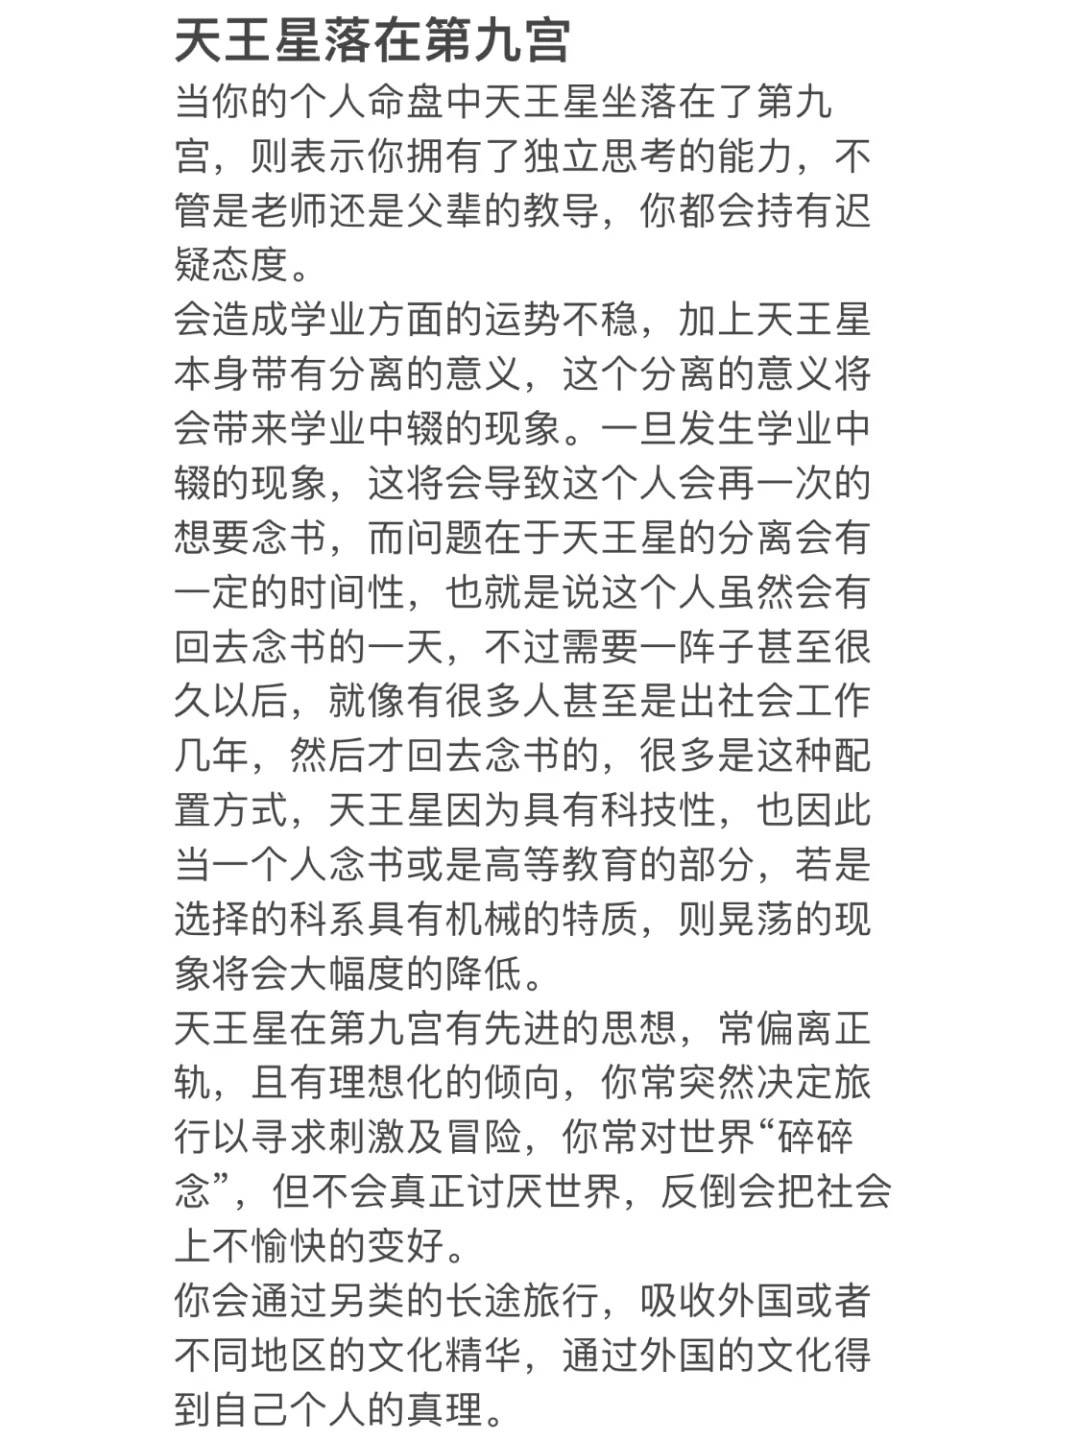 天王星落在第九宫
当你的个人命盘中天王星坐落在了第九
宫，则表示你拥有了独立思考的能力，不
管是老师还是父辈的教导，你都会持有迟
疑态度。
会造成学业方面的运势不稳，加上天王星
本身带有分离的意义，这个分离的意义将
会带来学业中辍的现象。一旦发生学业中
辍的现象，这将会导致这个人会再一次的
想要念书，而问题在于天王星的分离会有
一定的时间性，也就是说这个人虽然会有
回去念书的一天，不过需要一阵子甚至很
久以后，就像有很多人甚至是出社会工作
几年，然后才回去念书的，很多是这种配
置方式，天王星因为具有科技性，也因此
当一个人念书或是高等教育的部分，若是
选择的科系具有机械的特质，则晃荡的现
象将会大幅度的降低。
天王星在第九宫有先进的思想，常偏离正
轨，且有理想化的倾向，你常突然决定旅
行以寻求刺激及冒险，你常对世界“碎碎
念”，但不会真正讨厌世界，反倒会把社会
上不愉快的变好。
你会通过另类的长途旅行，吸收外国或者
不同地区的文化精华，通过外国的文化得
到自己个人的真理。